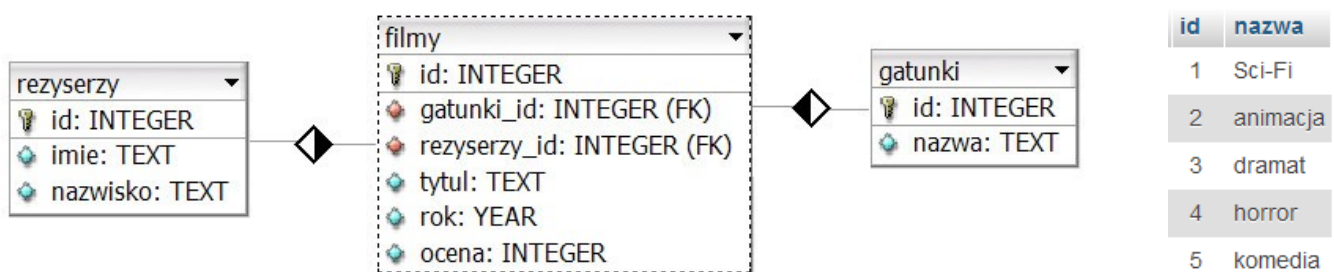 rezyserzy
id: INTEGER
imie: TEXT
nazwisko: TEXT
filmy
id: INTEGER
gatunki_id: INTEGER (FK)
rezyserzy_id: INTEGER (FK)
tytul: TEXT
rok: YEAR
ocena: INTEGER
gatunki
id: INTEGER
nazwa: TEXT
id nazwa
1 Sci-Fi
2 animacja
3 dramat
4 horror
5 komedia